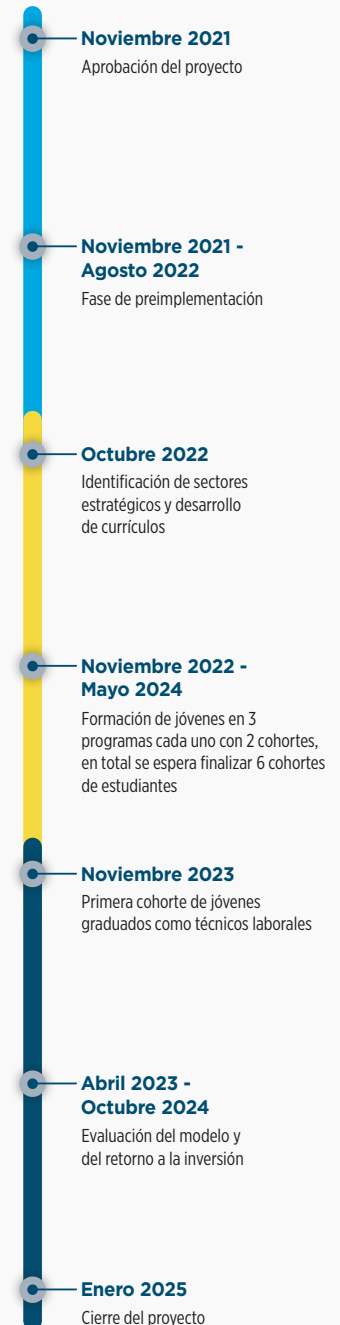 Noviembre 2021
Aprobación del proyecto
Noviembre 2021 -
Agosto 2022
Fase de preimplementación
Octubre 2022
Identificación de sectores
estratégicos y desarrollo
de currículos
Noviembre 2022 -
Mayo 2024
Formación de jóvenes en 3
programas cada uno con 2 cohortes,
en total se espera finalizar 6 cohortes
de estudiantes
Noviembre 2023
Primera cohorte de jóvenes
graduados como técnicos laborales
Abril 2023 -
Octubre 2024
Evaluación del modelo y
del retorno a la inversión
Enero 2025
Cierre del proyecto